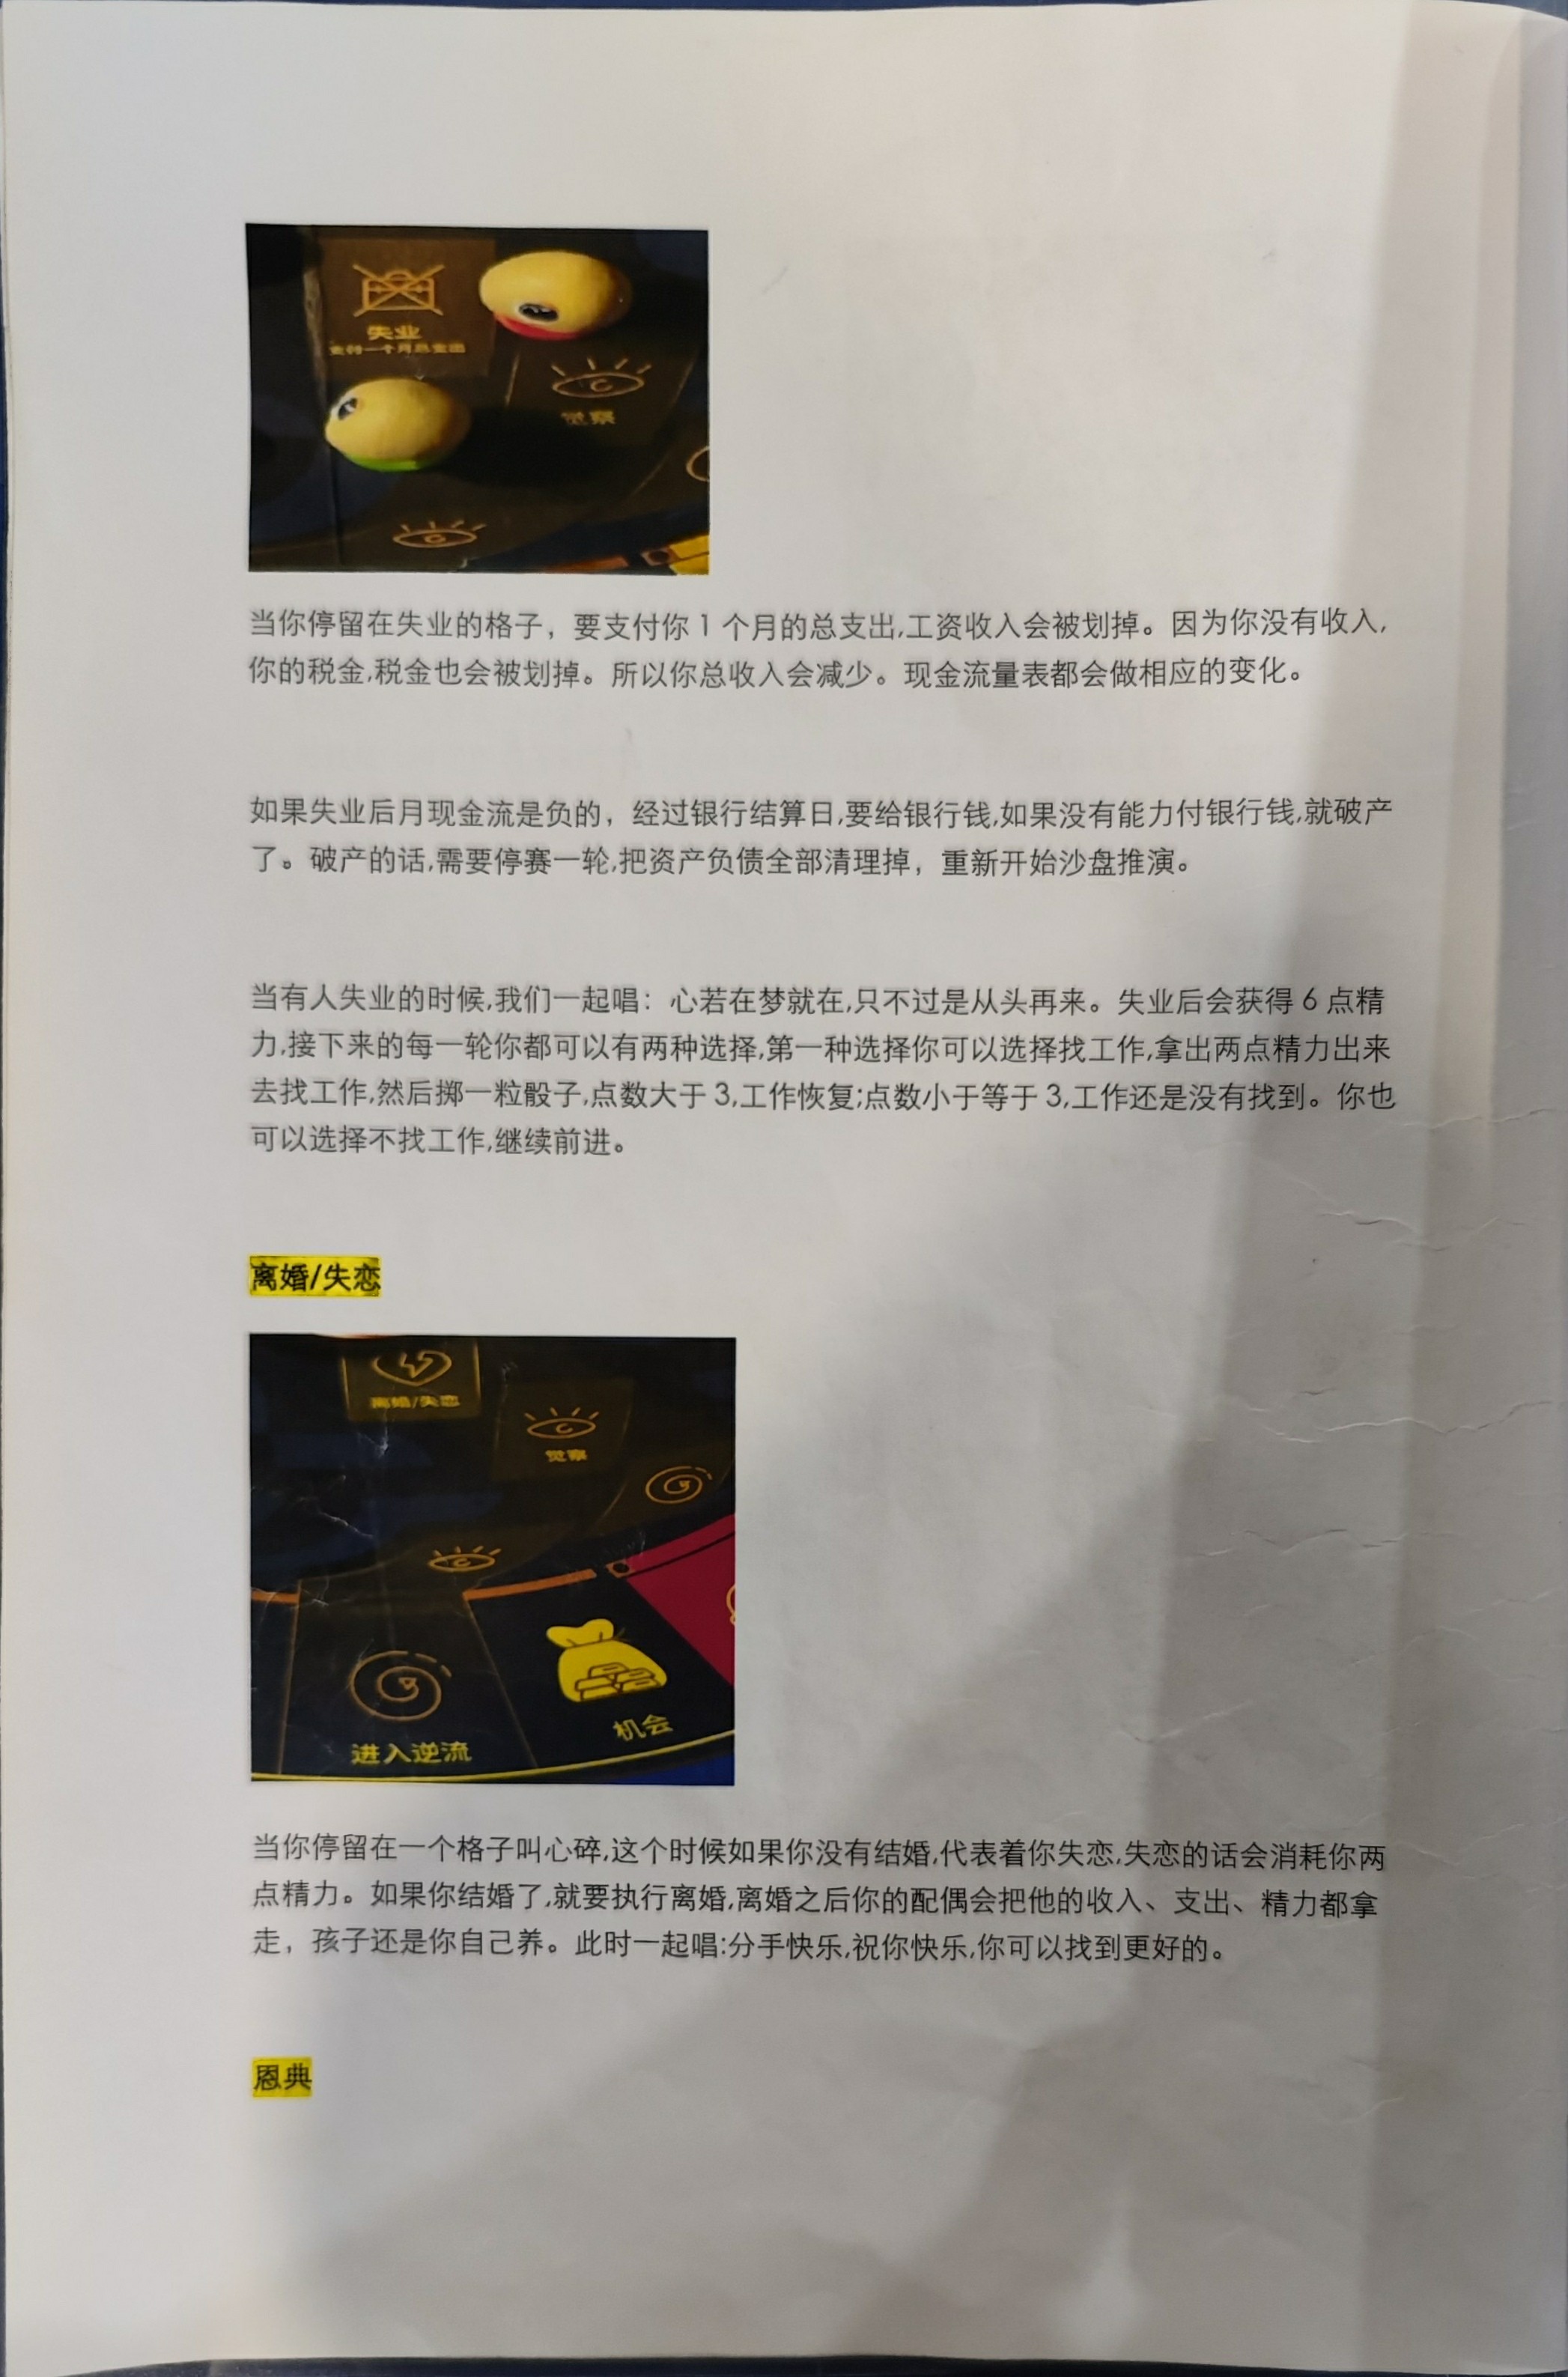 失业
支付一个月总支出
觉察
当你停留在失业的格子，要支付你 1 个月的总支出,工资收入会被划掉。因为你没有收入,
你的税金,税金也会被划掉。所以你总收入会减少。现金流量表都会做相应的变化。
如果失业后月现金流是负的，经过银行结算日,要给银行钱,如果没有能力付银行钱,就破产
了。破产的话,需要停赛一轮,把资产负债全部清理掉，重新开始沙盘推演。
当有人失业的时候,我们一起唱：心若在梦就在,只不过是从头再来。失业后会获得 6 点精
力,接下来的每一轮你都可以有两种选择,第一种选择你可以选择找工作,拿出两点精力出来
去找工作,然后掷一粒骰子,点数大于 3,工作恢复;点数小于等于 3,工作还是没有找到。你也
可以选择不找工作,继续前进。
离婚/失恋
离婚/失恋
觉察
机会
进入逆流
当你停留在一个格子叫心碎,这个时候如果你没有结婚,代表着你失恋,失恋的话会消耗你两
点精力。如果你结婚了,就要执行离婚,离婚之后你的配偶会把他的收入、支出、精力都拿
走，孩子还是你自己养。此时一起唱:分手快乐,祝你快乐,你可以找到更好的。
恩典